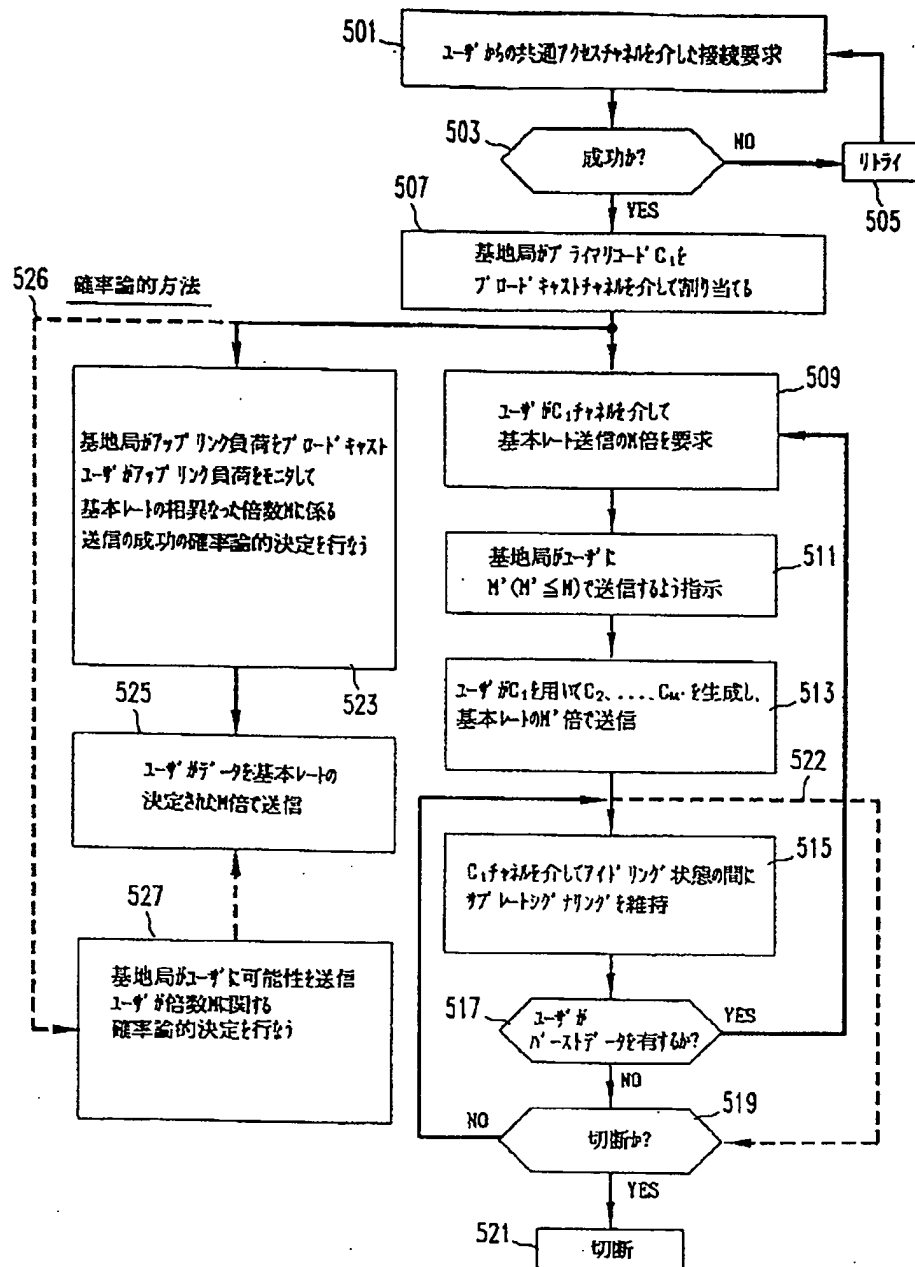 501
ユーザからの共通アクセスチャネルを介した接続要求
503
成功か?
NO
リトライ
505
YES
507
基地局がプライマリコードC₁を
ブロードキャストチャネルを介して割り当てる
526
確率論的方法
509
ユーザがC₁チャネルを介して
基本レート送信のM倍を要求
基地局がアップリンク負荷をブロードキャスト
ユーザがアップリンク負荷をモニタして
基本レートの相異なった倍数Mに係る
送信の成功の確率論的決定を行なう
523
基地局がユーザに
M'(M'≦M)で送信するよう指示
511
ユーザがC₁を用いてC₂、....、CM'を生成し、
基本レートのM'倍で送信
513
525
ユーザがデータを基本レートの
決定されたM倍で送信
522
C₁チャネルを介してアイドリング状態の間に
サブレートシグナリングを維持
515
527
基地局がユーザに可能性を送信
ユーザが倍数Mに関する
確率論的決定を行なう
517
ユーザが
バーストデータを有するか?
YES
NO
519
切断か?
NO
YES
521
切断